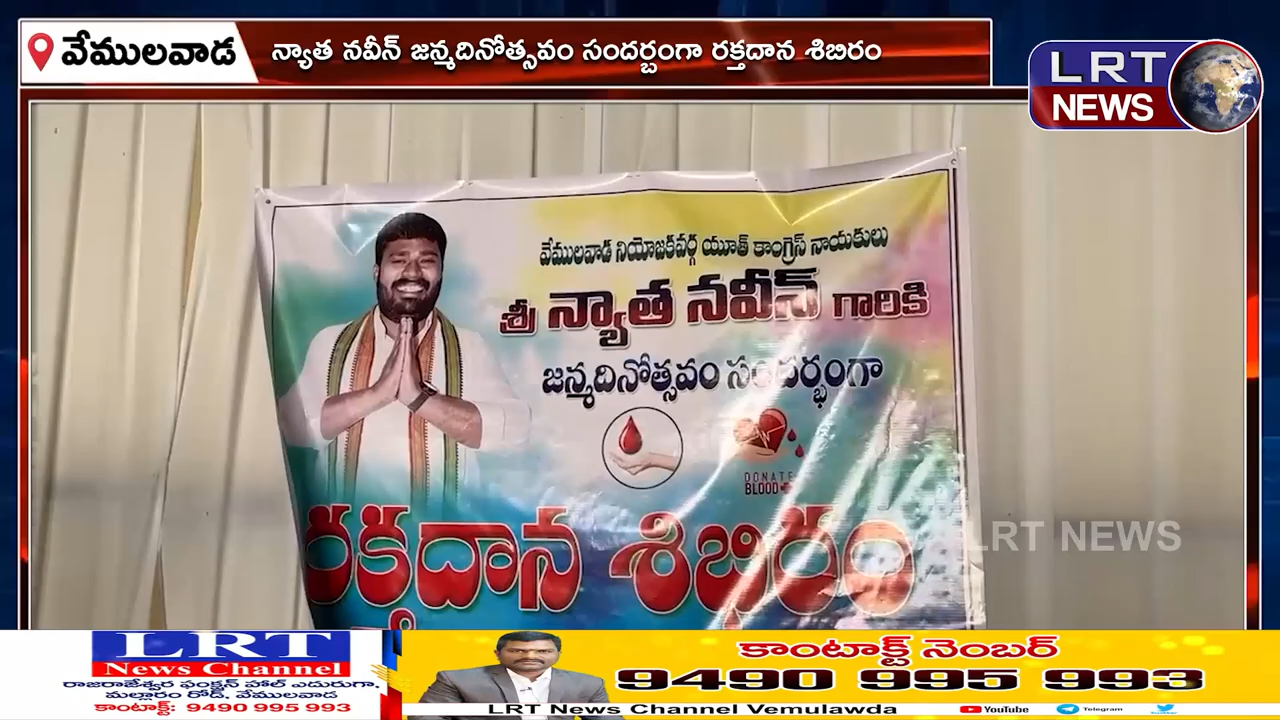 వేములవాడ
న్యాత నవీన్ జన్మదినోత్సవం సందర్బంగా రక్తదాన శిబిరం
LRT
NEWS
వేములవాడ నియోజకవర్గ యూత్ కాంగ్రెస్ నాయకులు
శ్రీ న్యాత నవీన్ గారికి
జన్మదినోత్సవం సందర్భంగా
DONATE
BLOOD
రక్తదాన శిబిరం
LRT NEWS
LRT
News Channel
రాజరాజేశ్వర ఫంక్షన్ హాల్ ఎదురుగా,
మల్లారం రోడ్, వేములవాడ
కాంటాక్ట్: 9490 995 993
కాంటాక్ట్ నెంబర్
9490 995 993
LRT News Channel Vemulawda
YouTube
Telegram
Twitter